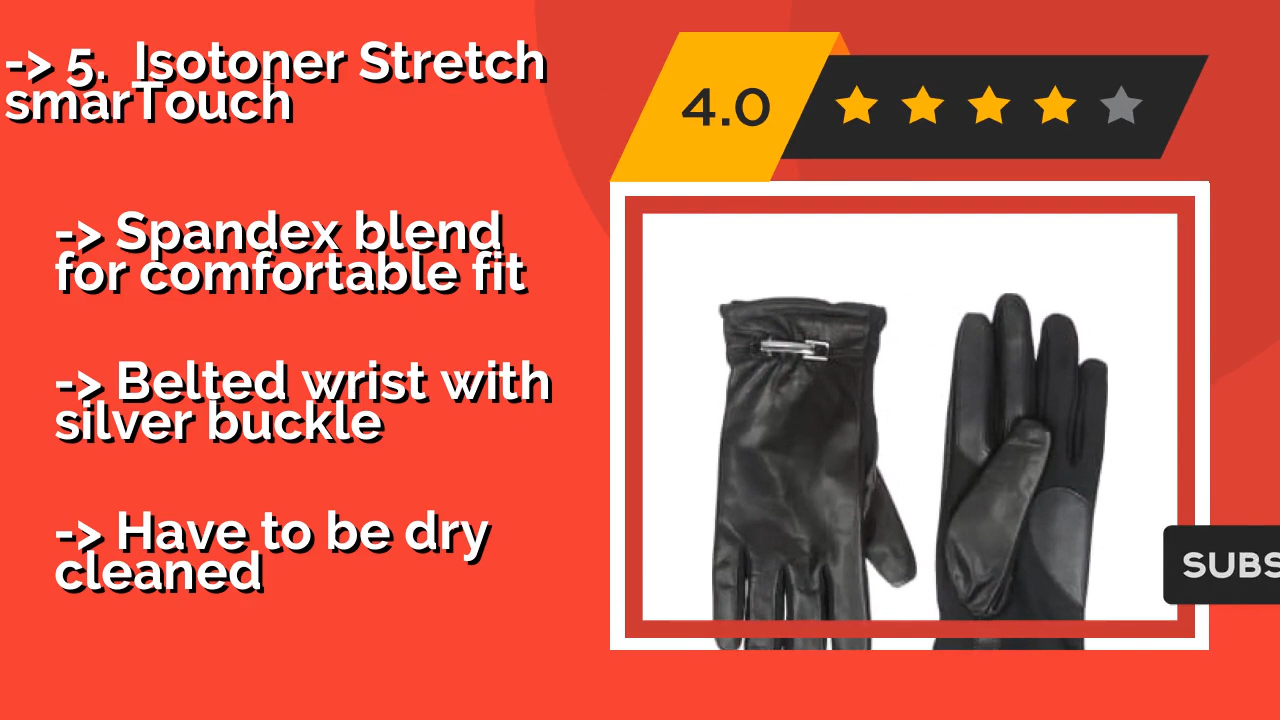 -> 5.  Isotoner Stretch
smarTouch
-> Spandex blend
for comfortable fit
-> Belted wrist with
silver buckle
-> Have to be dry
cleaned
4.0
SUBS